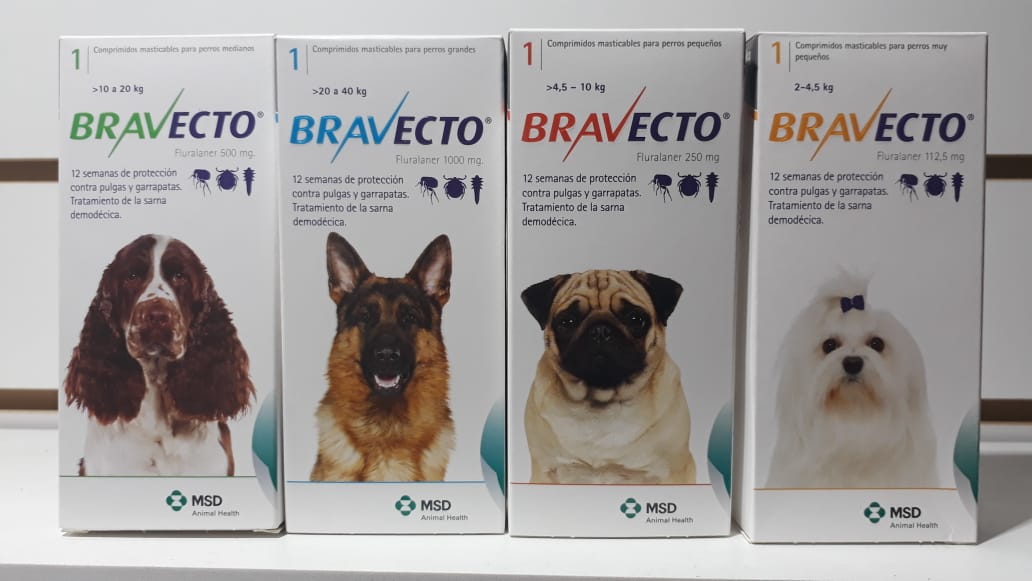 1
Comprimidos masticables para perros medianos
>10 a 20 kg
BRAVECTO®
Fluralaner 500 mg.
12 semanas de protección
contra pulgas y garrapatas.
Tratamiento de la sarna
demodécica.
MSD
Animal Health
1
Comprimidos masticables para perros grandes
>20 a 40 kg
BRAVECTO®
Fluralaner 1000 mg.
12 semanas de protección
contra pulgas y garrapatas.
Tratamiento de la sarna
demodécica.
MSD
Animal Health
1
Comprimidos masticables para perros pequeños
>4,5 – 10 kg
BRAVECTO®
Fluralaner 250 mg
12 semanas de protección
contra pulgas y garrapatas.
Tratamiento de la sarna
demodécica.
MSD
Animal Health
1
Comprimidos masticables para perros muy
pequeños
2-4,5 kg
BRAVECTO®
Fluralaner 112,5 mg
12 semanas de protección
contra pulgas y garrapatas.
Tratamiento de la sarna
demodécica.
MSD
Animal Health